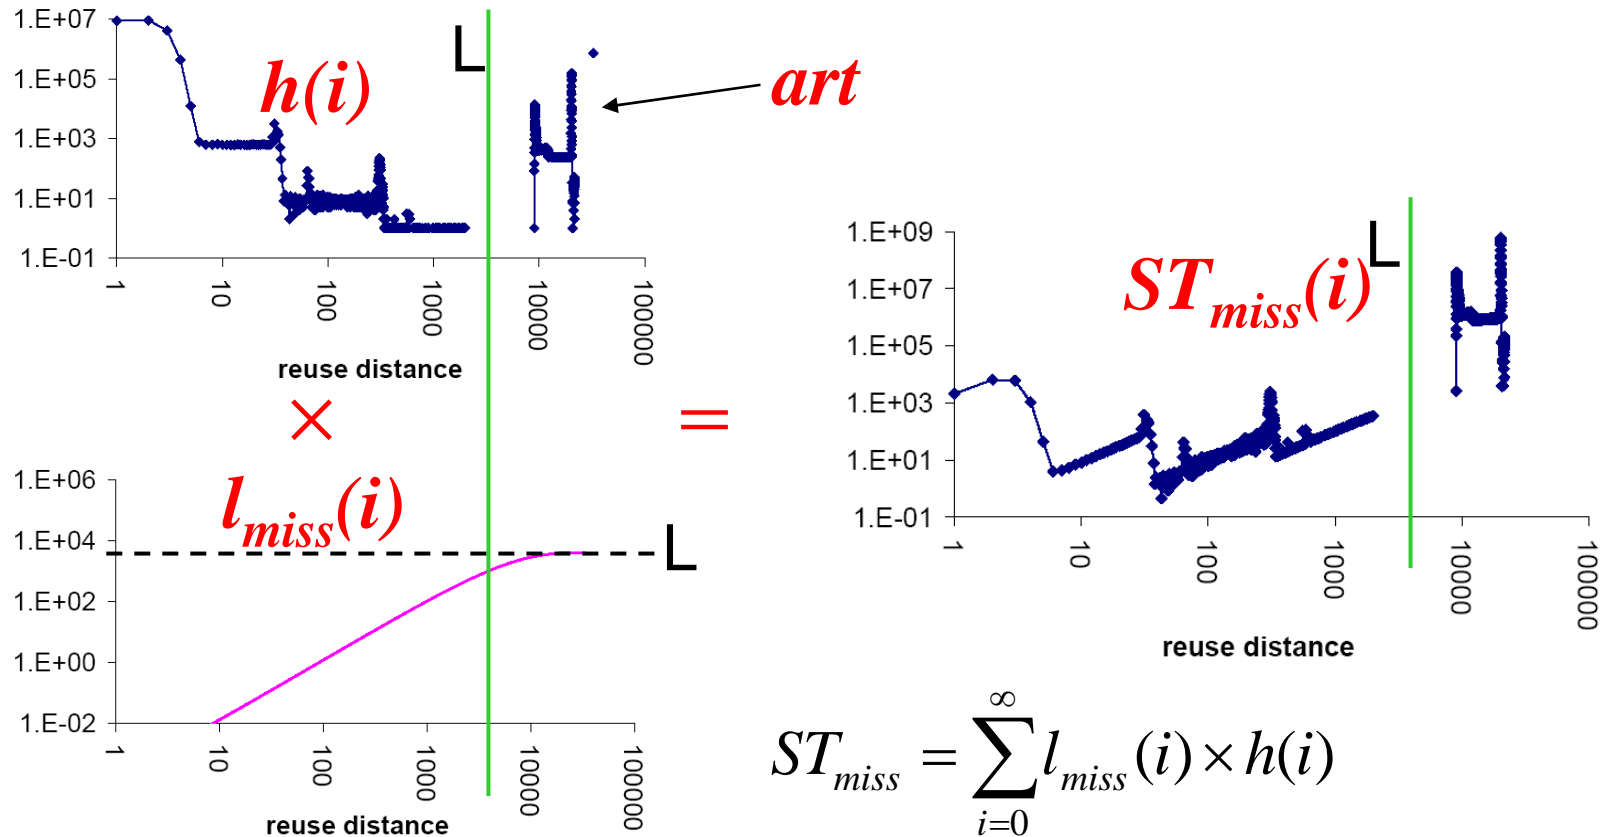 1.E+07
1.E+05
1.E+03
1.E+01
1.E-01
1
10
100
1000
10000
100000
reuse distance
h(i)
L
art
×
=
1.E+06
1.E+04
1.E+02
1.E+00
1.E-02
1
10
100
1000
10000
100000
reuse distance
l_miss(i)
L
1.E+09
1.E+07
1.E+05
1.E+03
1.E+01
1.E-01
1
10
100
1000
10000
100000
reuse distance
ST_miss(i)
L
ST_miss = ∑_{i=0}^{∞} l_miss(i) × h(i)